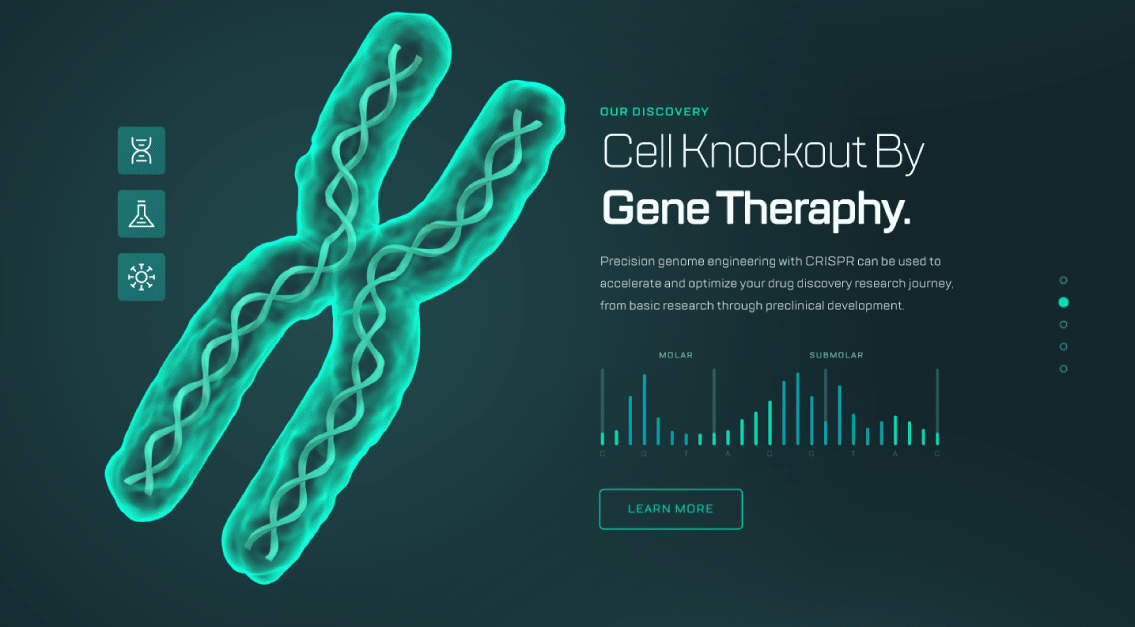 OUR DISCOVERY
Cell Knockout By
Gene Theraphy.
Precision genome engineering with CRISPR can be used to
accelerate and optimize your drug discovery research journey,
from basic research through preclinical development.
MOLAR SUBMOLAR
C G T A C G T A C
LEARN MORE